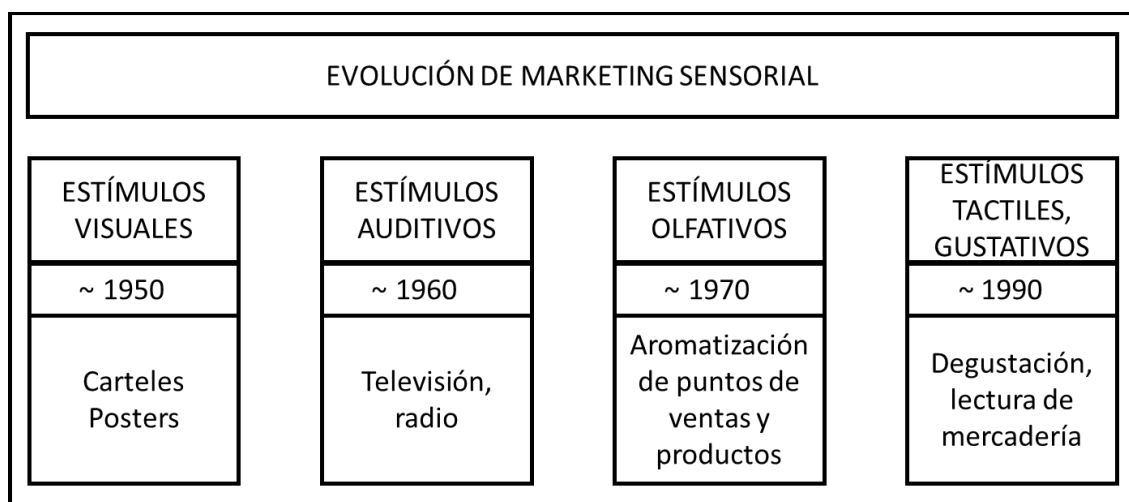 EVOLUCIÓN DE MARKETING SENSORIAL
ESTÍMULOS
VISUALES
~ 1950
Carteles
Posters
ESTÍMULOS
AUDITIVOS
~ 1960
Televisión,
radio
ESTÍMULOS
OLFATIVOS
~ 1970
Aromatización
de puntos de
ventas y
productos
ESTÍMULOS
TACTILES,
GUSTATIVOS
~ 1990
Degustación,
lectura de
mercadería